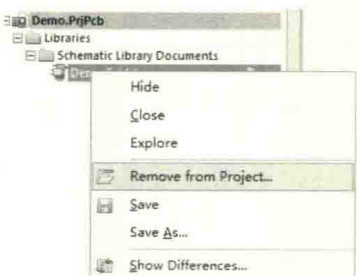 Demo.PrjPcb
Libraries
Schematic Library Documents
Hide
Close
Explore
Remove from Project...
Save
Save As...
Show Differences...